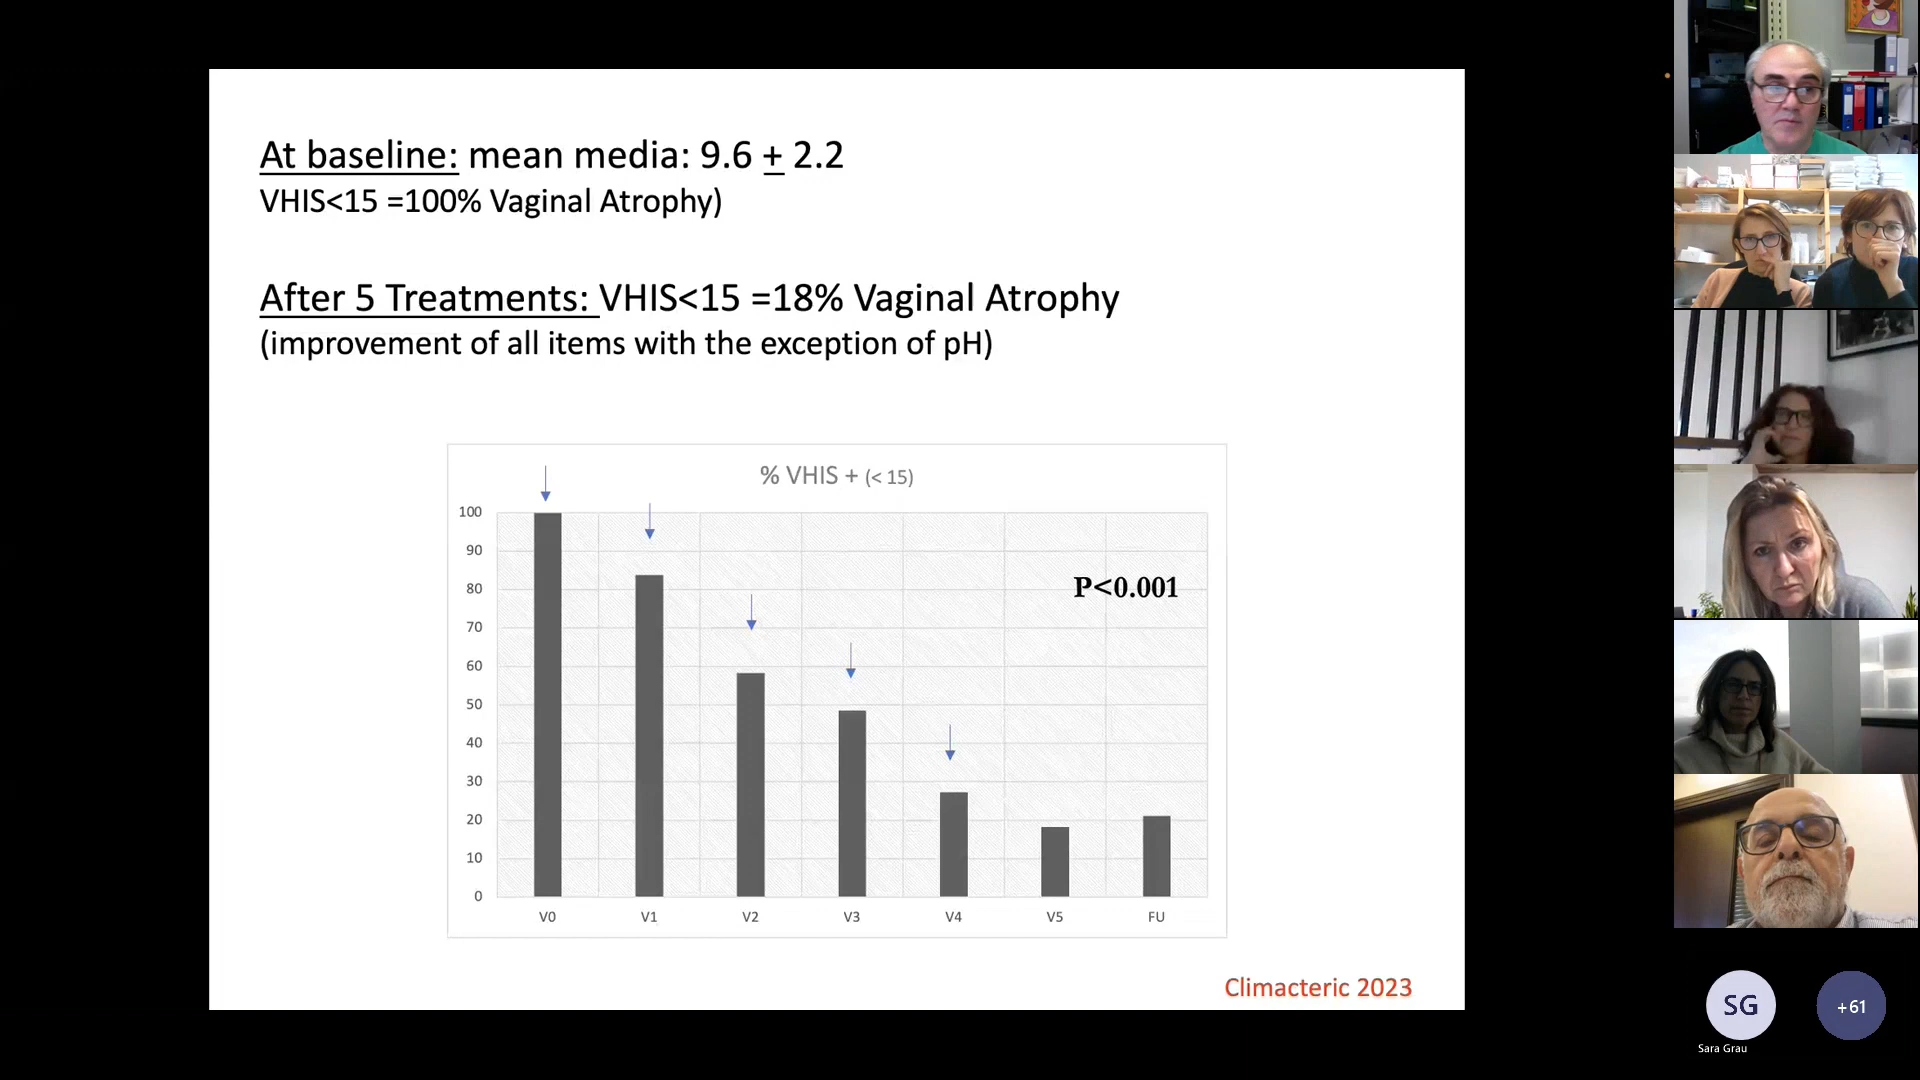 At baseline: mean media: 9.6 ± 2.2
VHIS<15 =100% Vaginal Atrophy)
After 5 Treatments: VHIS<15 =18% Vaginal Atrophy
(improvement of all items with the exception of pH)
% VHIS + (< 15)
100
90
80
70
60
50
40
30
20
10
0
P<0.001
V0 V1 V2 V3 V4 V5 FU
Climacteric 2023
SG
+61
Sara Grau